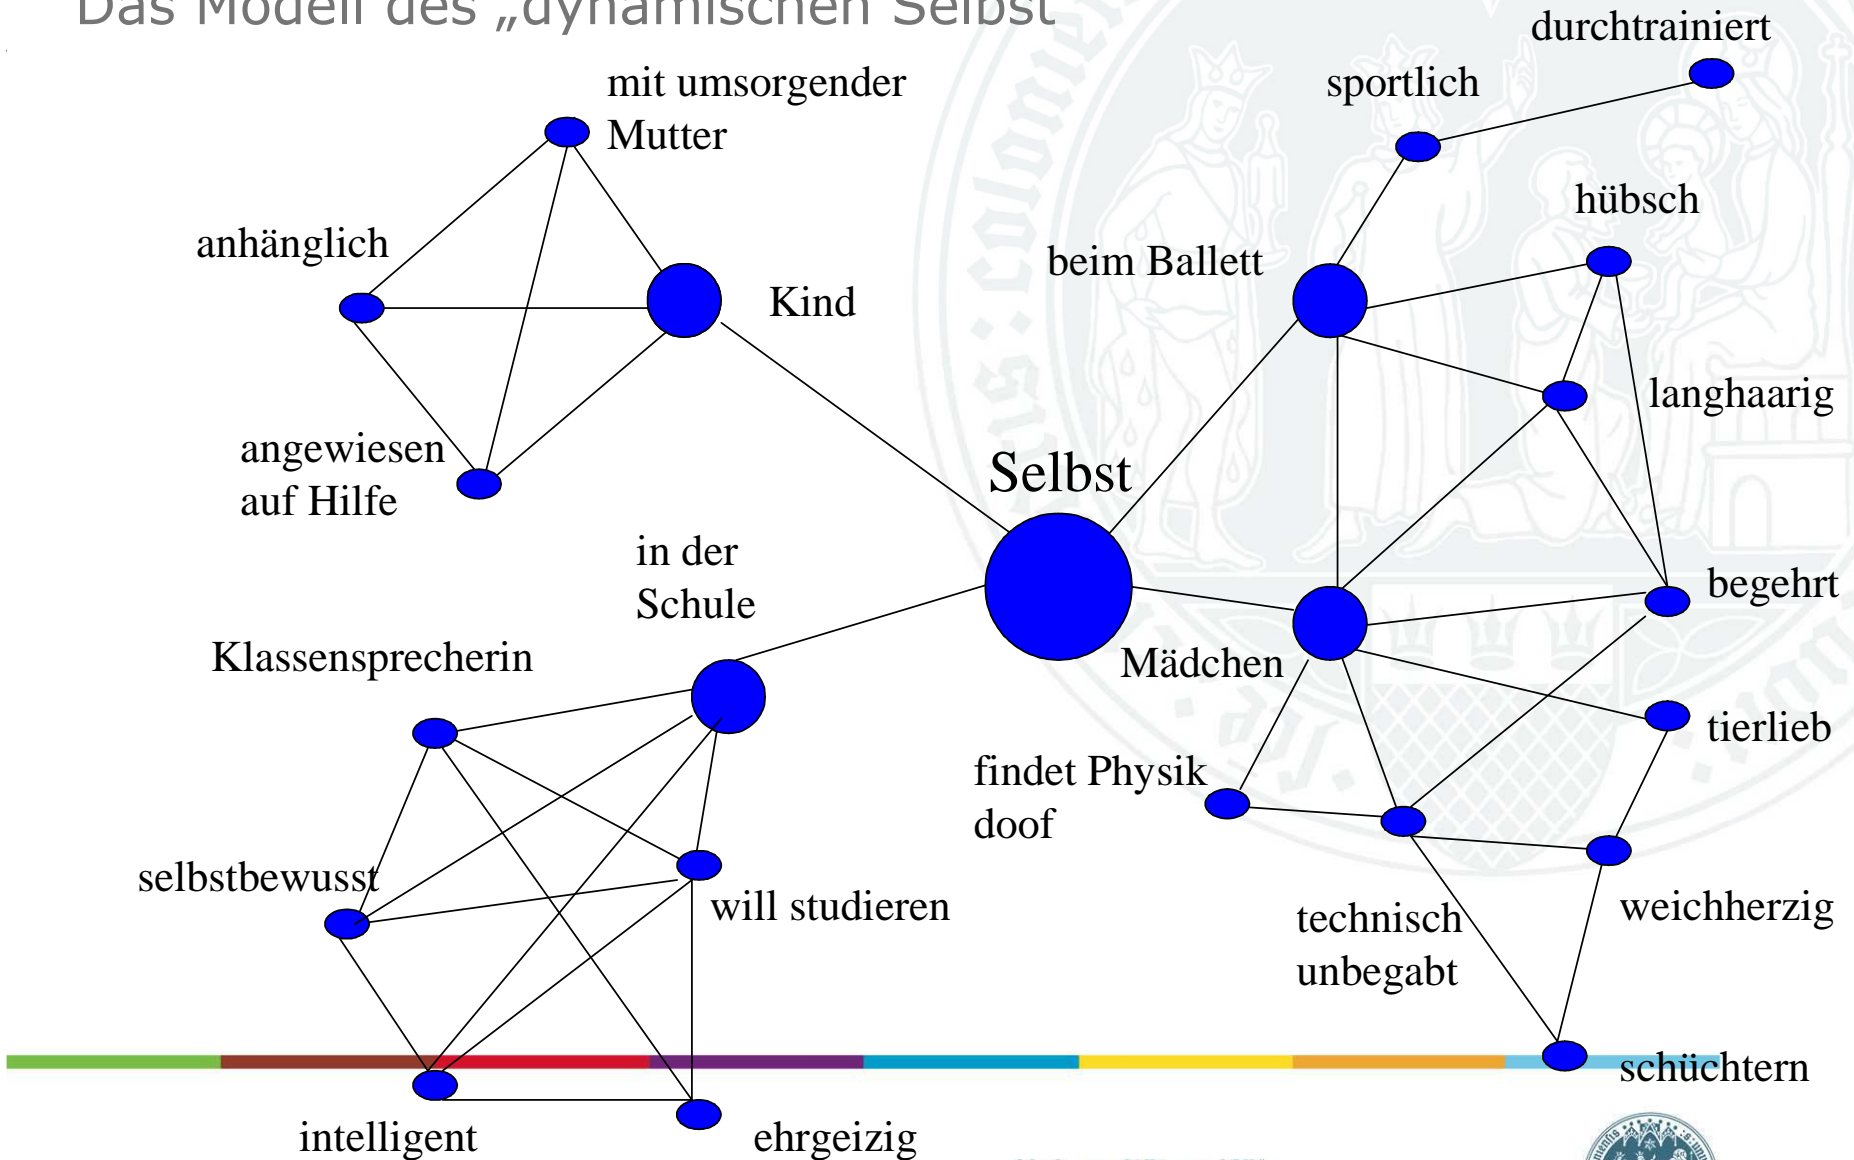 Das Modell des „dynamischen Selbst
durchtrainiert
mit umsorgender
Mutter
sportlich
hübsch
anhänglich
beim Ballett
Kind
langhaarig
angewiesen
auf Hilfe
Selbst
in der
Schule
begehrt
Klassensprecherin
Mädchen
tierlieb
findet Physik
doof
selbstbewusst
will studieren
technisch
unbegabt
weichherzig
schüchtern
intelligent
ehrgeizig